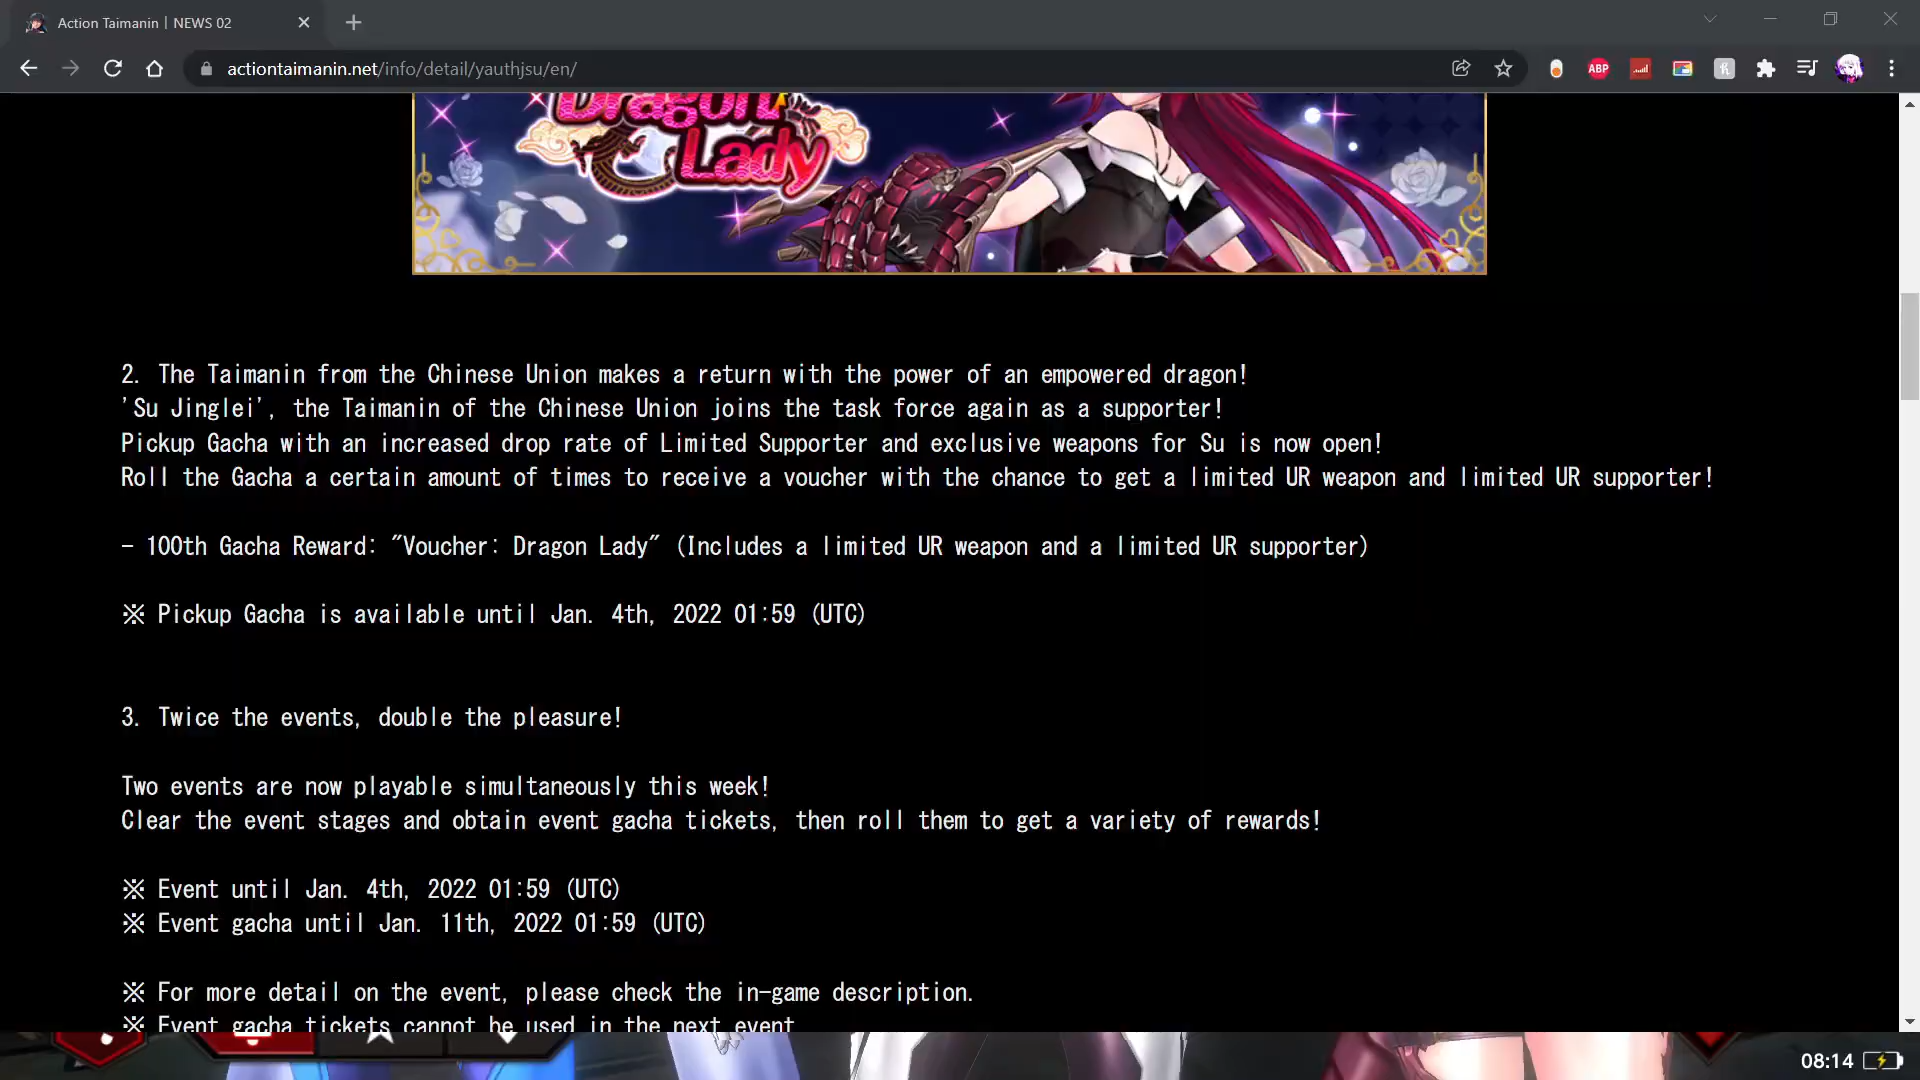 Action Taimanin | NEWS 02
actiontaimanin.net/info/detail/yauthjsu/en/
ABP
Dragon
Lady
2. The Taimanin from the Chinese Union makes a return with the power of an empowered dragon!
'Su Jinglei', the Taimanin of the Chinese Union joins the task force again as a supporter!
Pickup Gacha with an increased drop rate of Limited Supporter and exclusive weapons for Su is now open!
Roll the Gacha a certain amount of times to receive a voucher with the chance to get a limited UR weapon and limited UR supporter!
- 100th Gacha Reward: "Voucher: Dragon Lady" (Includes a limited UR weapon and a limited UR supporter)
※ Pickup Gacha is available until Jan. 4th, 2022 01:59 (UTC)
3. Twice the events, double the pleasure!
Two events are now playable simultaneously this week!
Clear the event stages and obtain event gacha tickets, then roll them to get a variety of rewards!
※ Event until Jan. 4th, 2022 01:59 (UTC)
※ Event gacha until Jan. 11th, 2022 01:59 (UTC)
※ For more detail on the event, please check the in-game description.
※ Event gacha tickets cannot be used in the next event
08:14